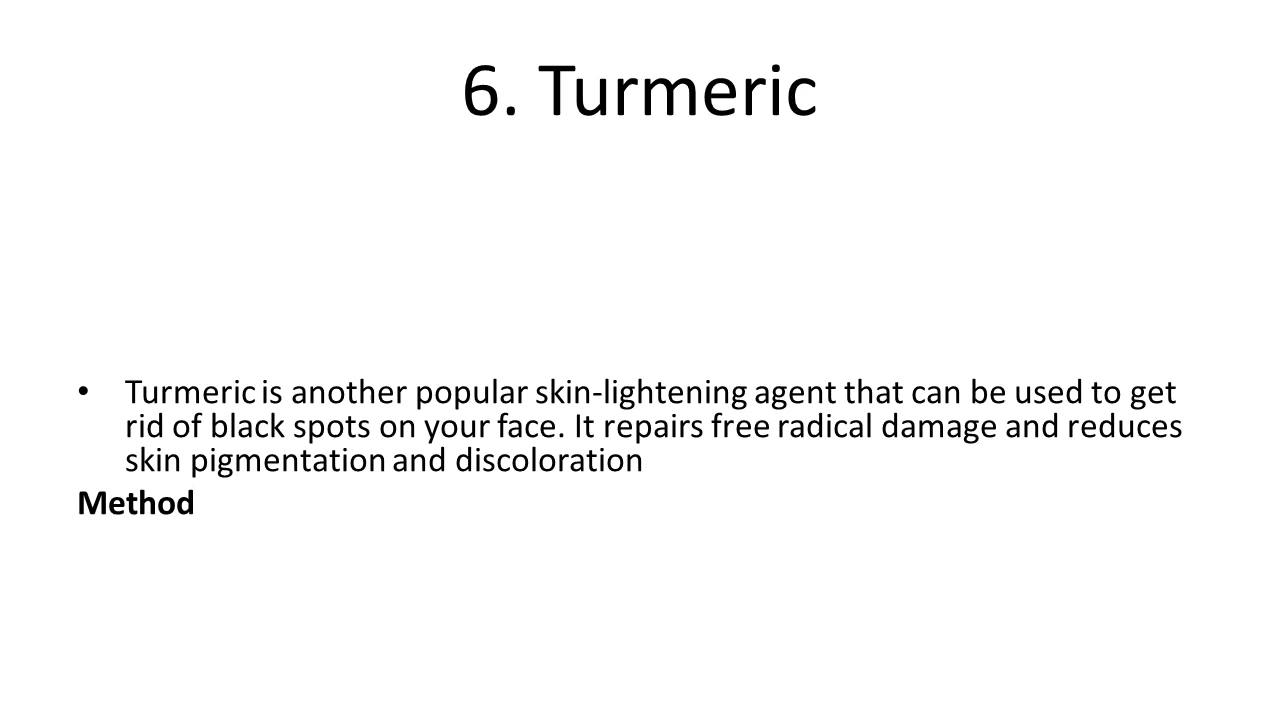 6. Turmeric
• Turmeric is another popular skin-lightening agent that can be used to get
rid of black spots on your face. It repairs free radical damage and reduces
skin pigmentation and discoloration
Method